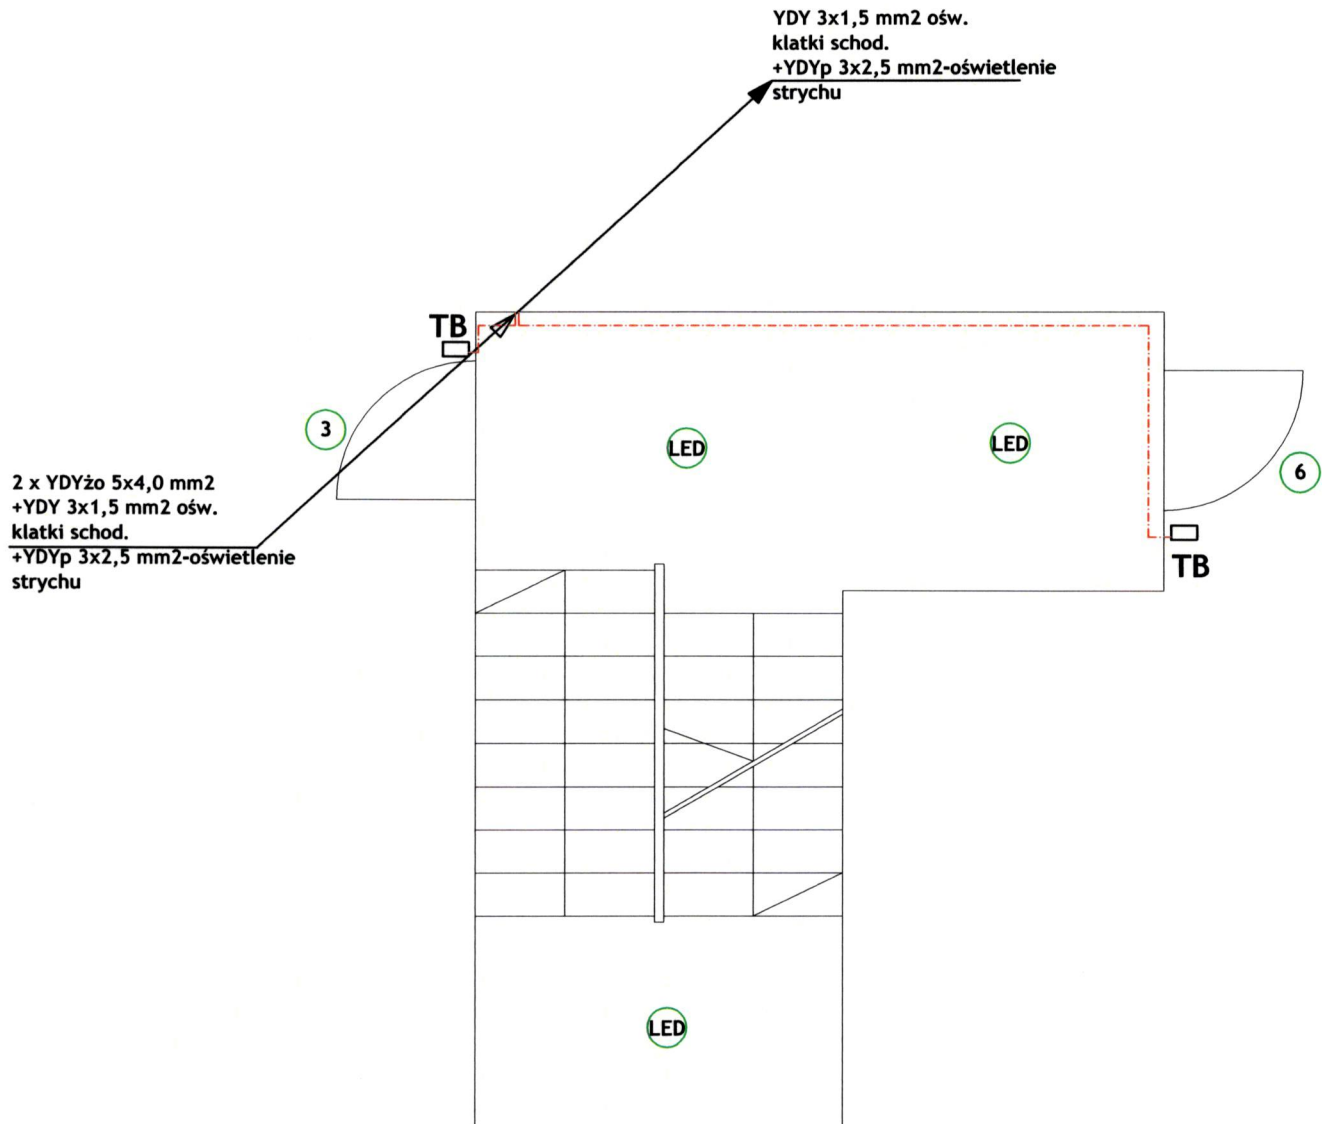 YDY 3x1,5 mm2 ośw.
klatki schod.
+YDYp 3x2,5 mm2-oświetlenie
strychu
TB
3
LED
LED
6
2 x YDYżo 5x4,0 mm2
+YDY 3x1,5 mm2 ośw.
klatki schod.
+YDYp 3x2,5 mm2-oświetlenie
strychu
TB
LED